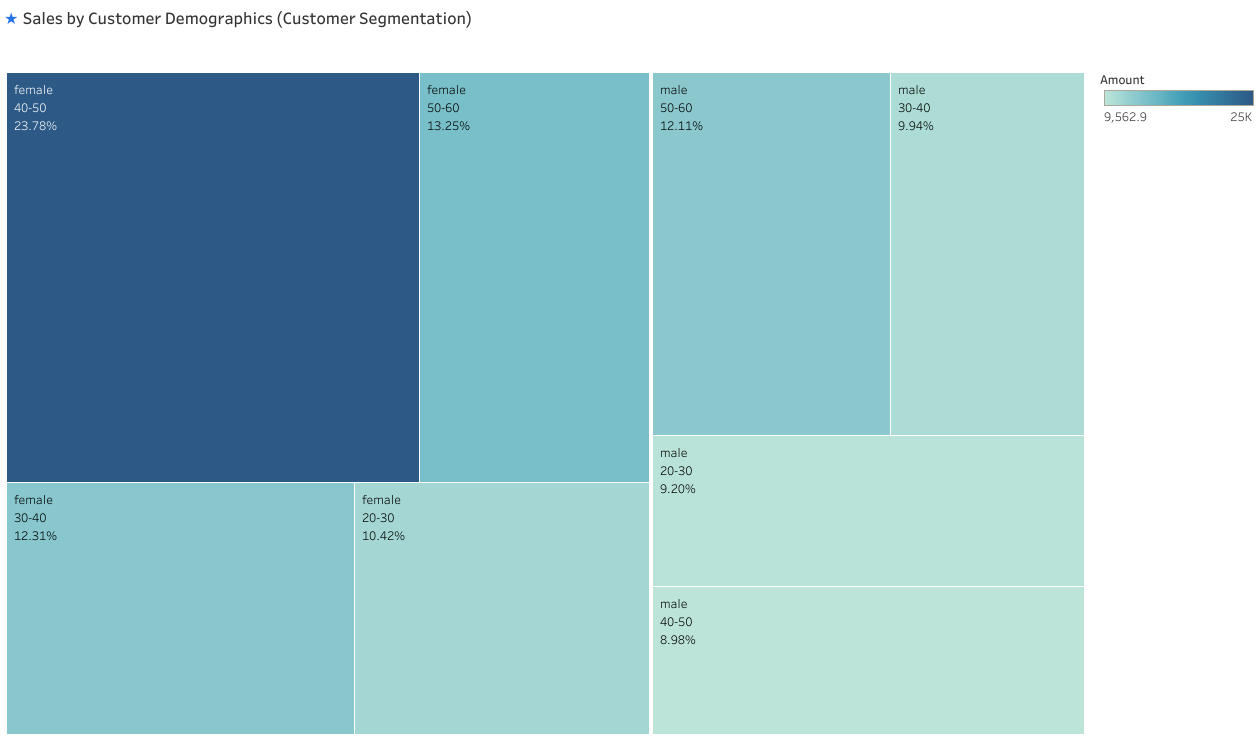 ★ Sales by Customer Demographics (Customer Segmentation)
female
40-50
23.78%
female
50-60
13.25%
female
30-40
12.31%
female
20-30
10.42%
male
50-60
12.11%
male
30-40
9.94%
male
20-30
9.20%
male
40-50
8.98%
Amount
9,562.9 25K